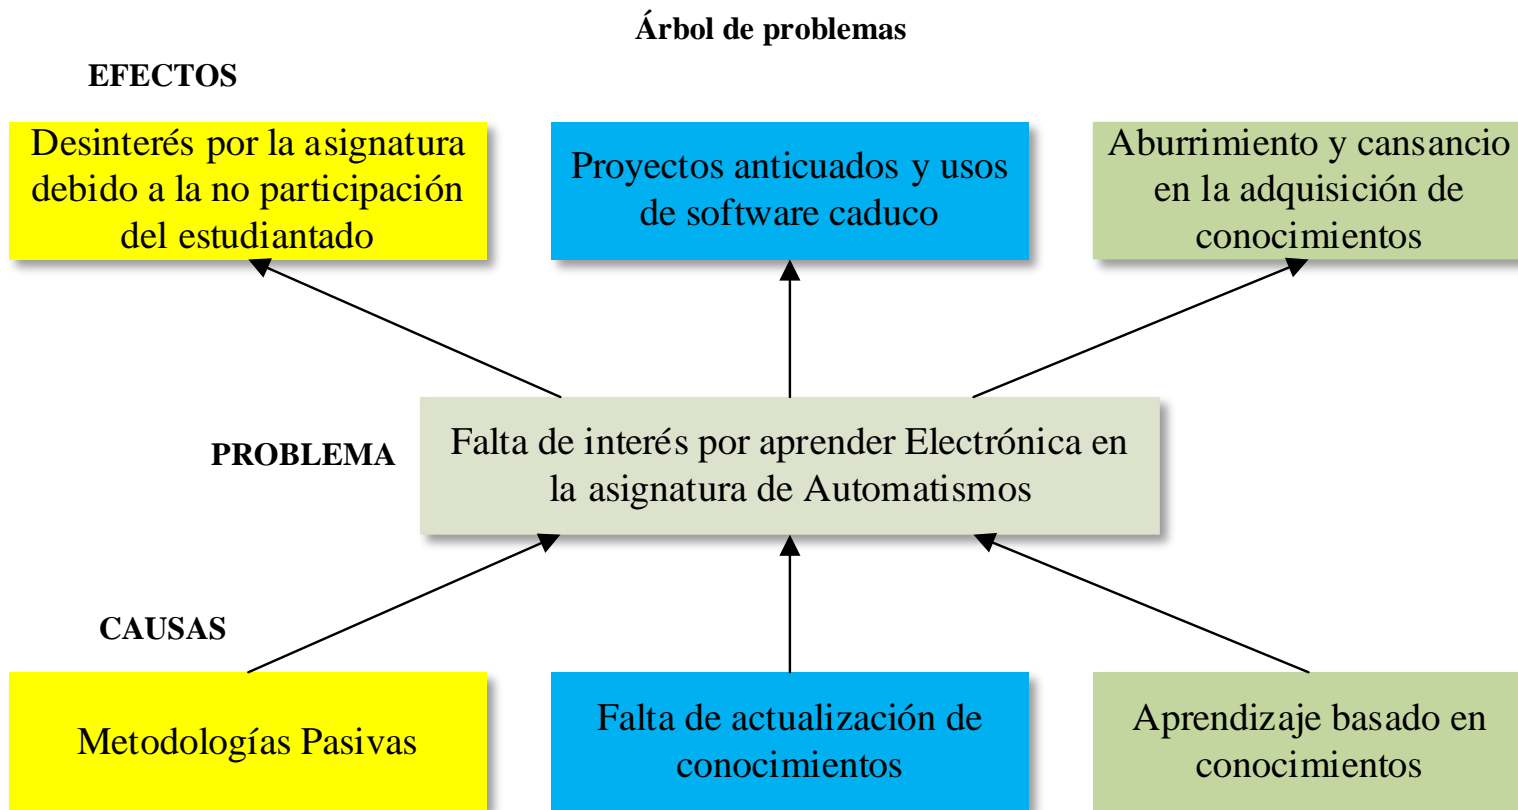 Árbol de problemas
EFECTOS
Desinterés por la asignatura
debido a la no participación
del estudiantado
Proyectos anticuados y usos
de software caduco
Aburrimiento y cansancio
en la adquisición de
conocimientos
PROBLEMA
Falta de interés por aprender Electrónica en
la asignatura de Automatismos
CAUSAS
Metodologías Pasivas
Falta de actualización de
conocimientos
Aprendizaje basado en
conocimientos